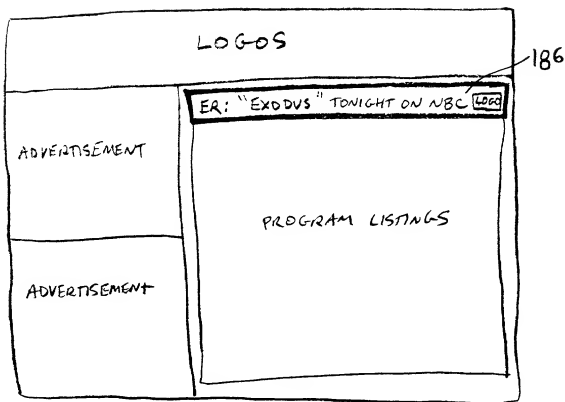 LOGOS
186
ER: "EXODUS" TONIGHT ON NBC LOGO
ADVERTISEMENT
PROGRAM LISTINGS
ADVERTISEMENT